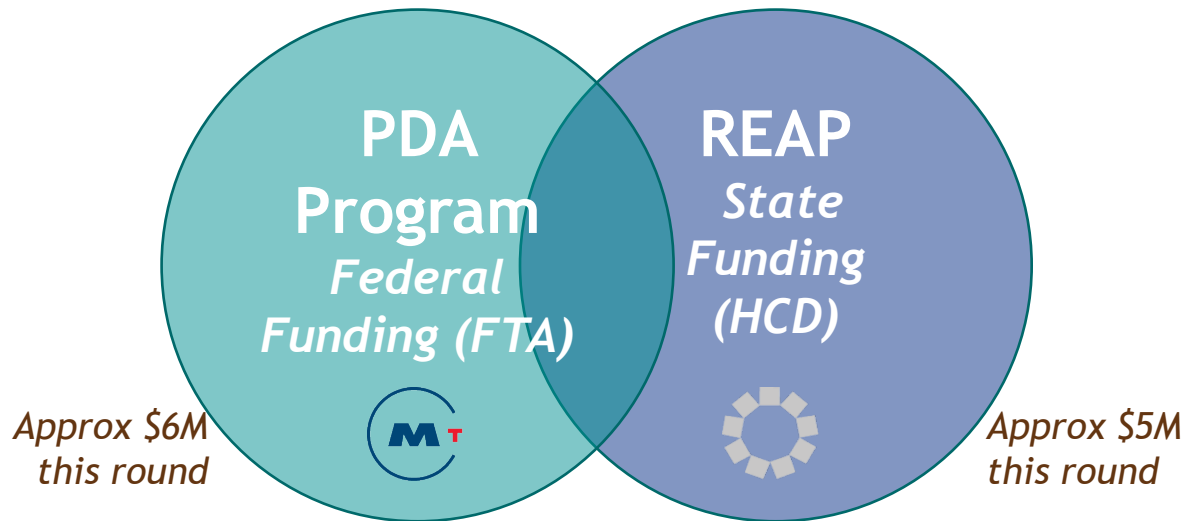 PDA
Program
Federal
Funding (FTA)
REAP
State
Funding
(HCD)
M T
Approx $6M
this round
Approx $5M
this round